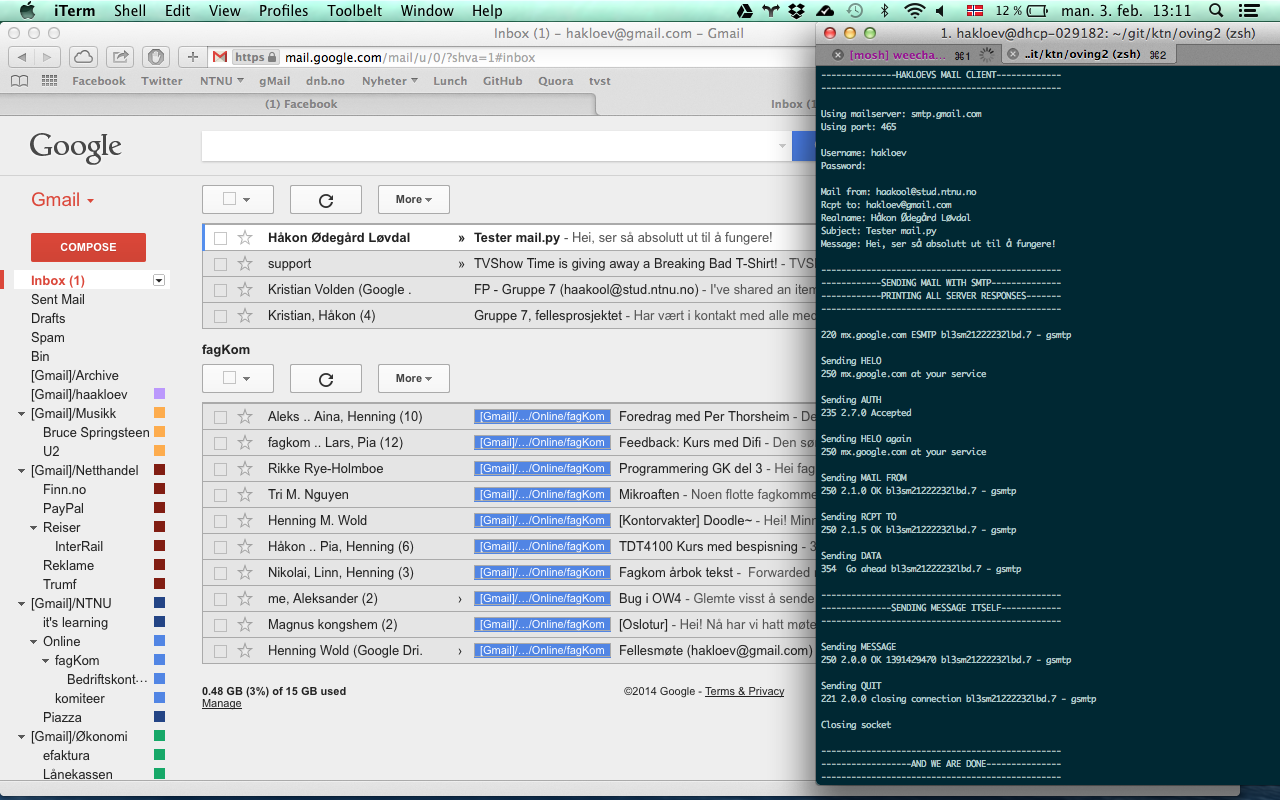 iTerm Shell Edit View Profiles Toolbelt Window Help 12 % man. 3. feb. 13:11
Inbox (1) – hakloev@gmail.com – Gmail
https mail.google.com/mail/u/0/?shva=1#inbox
Facebook Twitter NTNU gMail dnb.no Nyheter Lunch GitHub Quora tvst
(1) Facebook Inbox (1
Google
Gmail
More
COMPOSE
Inbox (1)
Sent Mail
Drafts
Spam
Bin
[Gmail]/Archive
[Gmail]/haakloev
[Gmail]/Musikk
Bruce Springsteen
U2
[Gmail]/Netthandel
Finn.no
PayPal
Reiser
InterRail
Reklame
Trumf
[Gmail]/NTNU
it's learning
Online
fagKom
Bedriftskont…
komiteer
Piazza
[Gmail]/Økonomi
efaktura
Lånekassen
Håkon Ødegård Løvdal » Tester mail.py - Hei, ser så absolutt ut til å fungere!
support » TVShow Time is giving away a Breaking Bad T-Shirt! - TVS
Kristian Volden (Google . FP - Gruppe 7 (haakool@stud.ntnu.no) - I've shared an item
Kristian, Håkon (4) Gruppe 7, fellesprosjektet - Har vært i kontakt med alle med
fagKom
More
Aleks .. Aina, Henning (10) [Gmail]/…/Online/fagKom Foredrag med Per Thorsheim - De
fagkom .. Lars, Pia (12) [Gmail]/…/Online/fagKom Feedback: Kurs med Difi - Den sø
Rikke Rye-Holmboe [Gmail]/…/Online/fagKom Programmering GK del 3 - Hei fag
Tri M. Nguyen [Gmail]/…/Online/fagKom Mikroaften - Noen flotte fagkomme
Henning M. Wold [Gmail]/…/Online/fagKom [Kontorvakter] Doodle~ - Hei! Minn
Håkon .. Pia, Henning (6) [Gmail]/…/Online/fagKom TDT4100 Kurs med bespisning - 3
Nikolai, Linn, Henning (3) [Gmail]/…/Online/fagKom Fagkom årbok tekst - Forwarded
me, Aleksander (2) › [Gmail]/…/Online/fagKom Bug i OW4 - Glemte visst å sende
Magnus kongshem (2) [Gmail]/…/Online/fagKom [Oslotur] - Hei! Nå har vi hatt møte
Henning Wold (Google Dri. › [Gmail]/…/Online/fagKom Fellesmøte (hakloev@gmail.com)
0.48 GB (3%) of 15 GB used
Manage
©2014 Google - Terms & Privacy
1. hakloev@dhcp-029182: ~/git/ktn/oving2 (zsh)
[mosh] weecha... ⌘1 ..it/ktn/oving2 (zsh) ⌘2
---------------HAKLOEVS MAIL CLIENT-------------
------------------------------------------------
Using mailserver: smtp.gmail.com
Using port: 465
Username: hakloev
Password:
Mail from: haakool@stud.ntnu.no
Rcpt to: hakloev@gmail.com
Realname: Håkon Ødegård Løvdal
Subject: Tester mail.py
Message: Hei, ser så absolutt ut til å fungere!
------------------------------------------------
------------SENDING MAIL WITH SMTP--------------
------------PRINTING ALL SERVER RESPONSES-------
------------------------------------------------
220 mx.google.com ESMTP bl3sm21222232lbd.7 - gsmtp
Sending HELO
250 mx.google.com at your service
Sending AUTH
235 2.7.0 Accepted
Sending HELO again
250 mx.google.com at your service
Sending MAIL FROM
250 2.1.0 OK bl3sm21222232lbd.7 - gsmtp
Sending RCPT TO
250 2.1.5 OK bl3sm21222232lbd.7 - gsmtp
Sending DATA
354  Go ahead bl3sm21222232lbd.7 - gsmtp
------------------------------------------------
--------------SENDING MESSAGE ITSELF------------
------------------------------------------------
Sending MESSAGE
250 2.0.0 OK 1391429470 bl3sm21222232lbd.7 - gsmtp
Sending QUIT
221 2.0.0 closing connection bl3sm21222232lbd.7 - gsmtp
Closing socket
------------------------------------------------
------------------AND WE ARE DONE---------------
------------------------------------------------